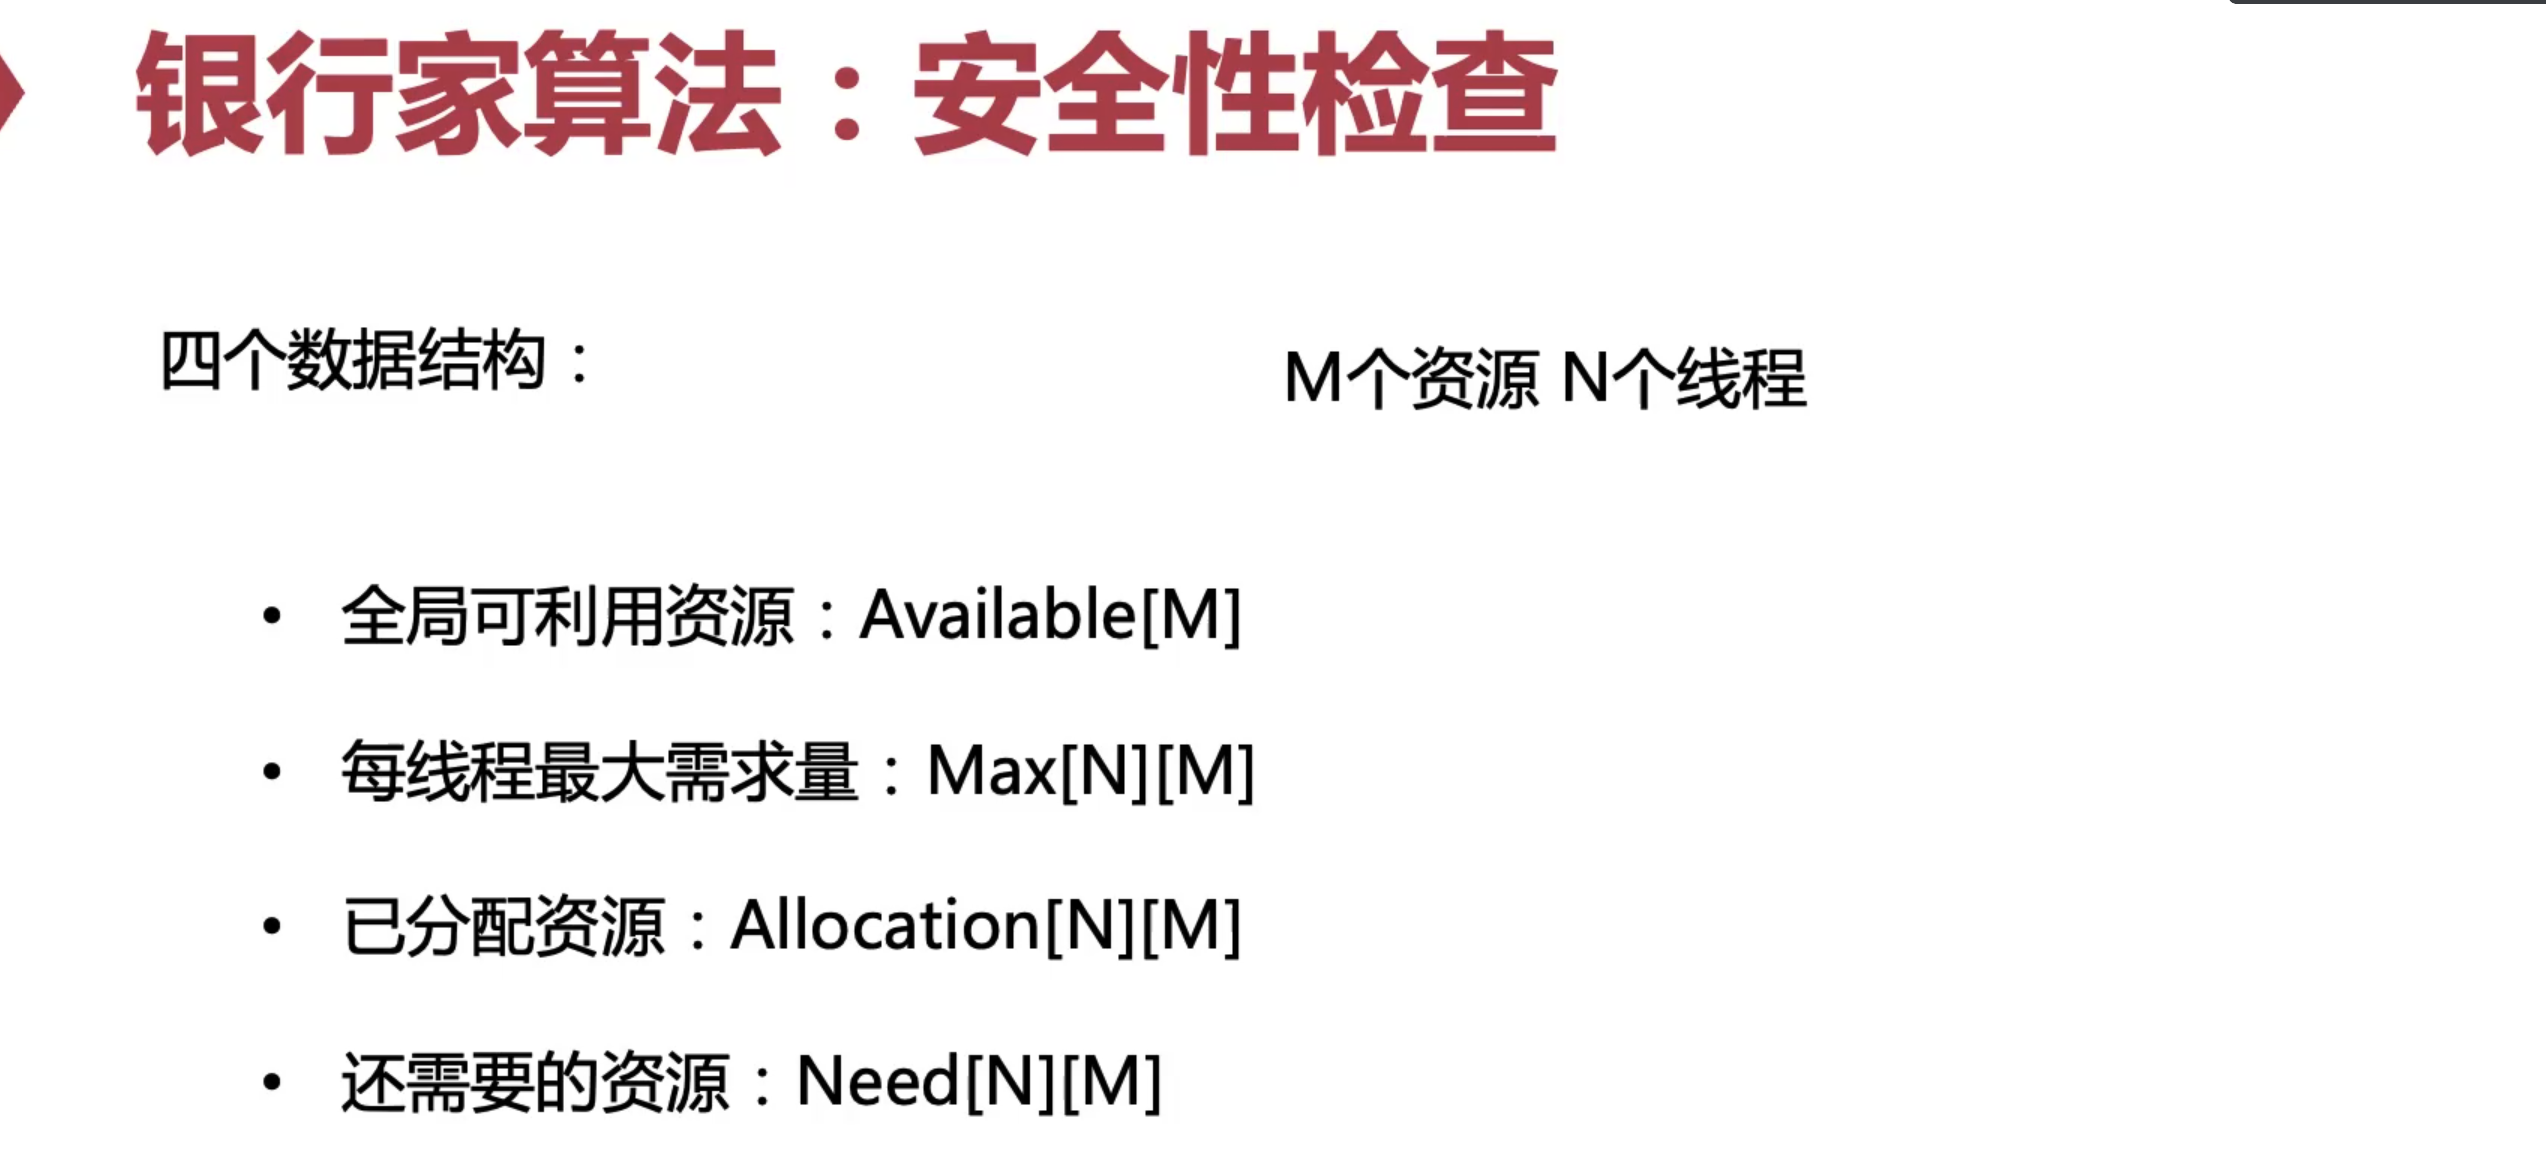 银行家算法：安全性检查
四个数据结构：
M个资源 N个线程
• 全局可利用资源：Available[M]
• 每线程最大需求量：Max[N][M]
• 已分配资源：Allocation[N][M]
• 还需要的资源：Need[N][M]